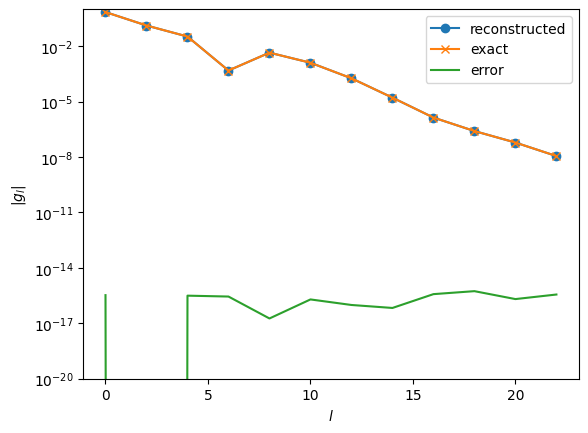 reconstructed
exact
error
10⁻²
10⁻⁵
10⁻⁸
10⁻¹¹
10⁻¹⁴
10⁻¹⁷
10⁻²⁰
|gₗ|
0 5 10 15 20
l